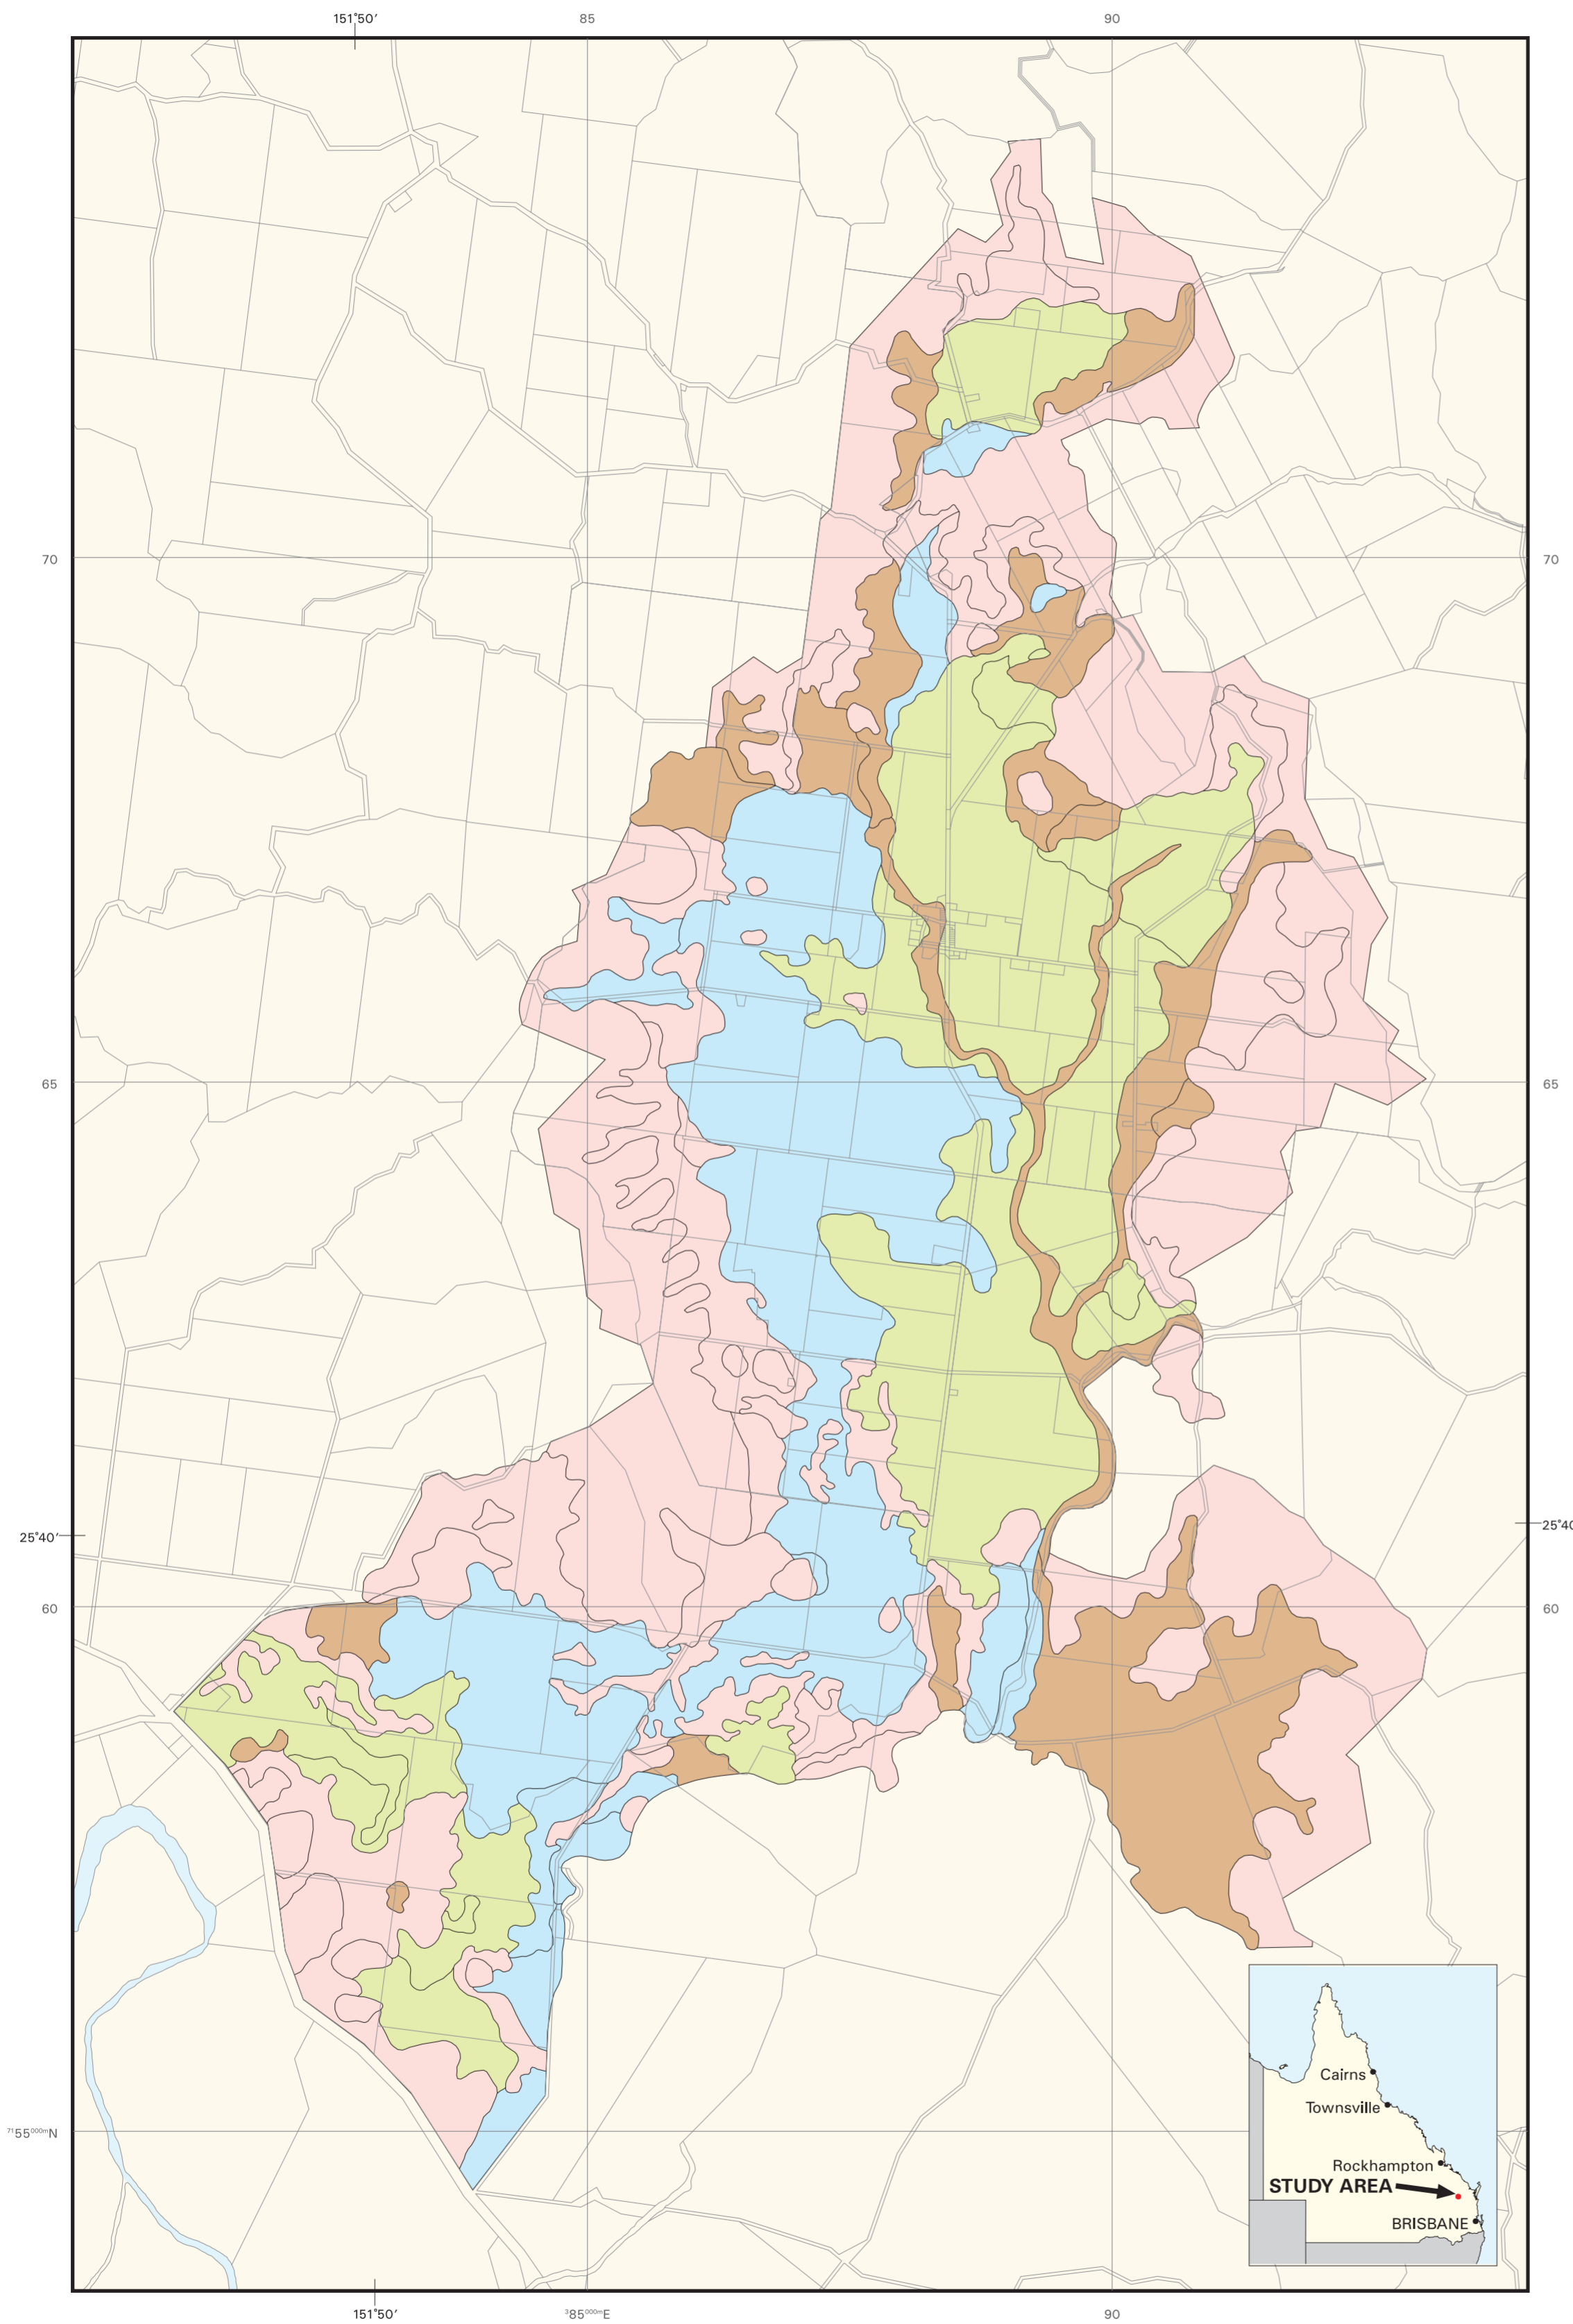 151°50′ 85 90
70 70
65 65
25°40′ 25°40
60 60
Cairns
Townsville
Rockhampton
STUDY AREA
BRISBANE
7155000mN
151°50′ 385000mE 90